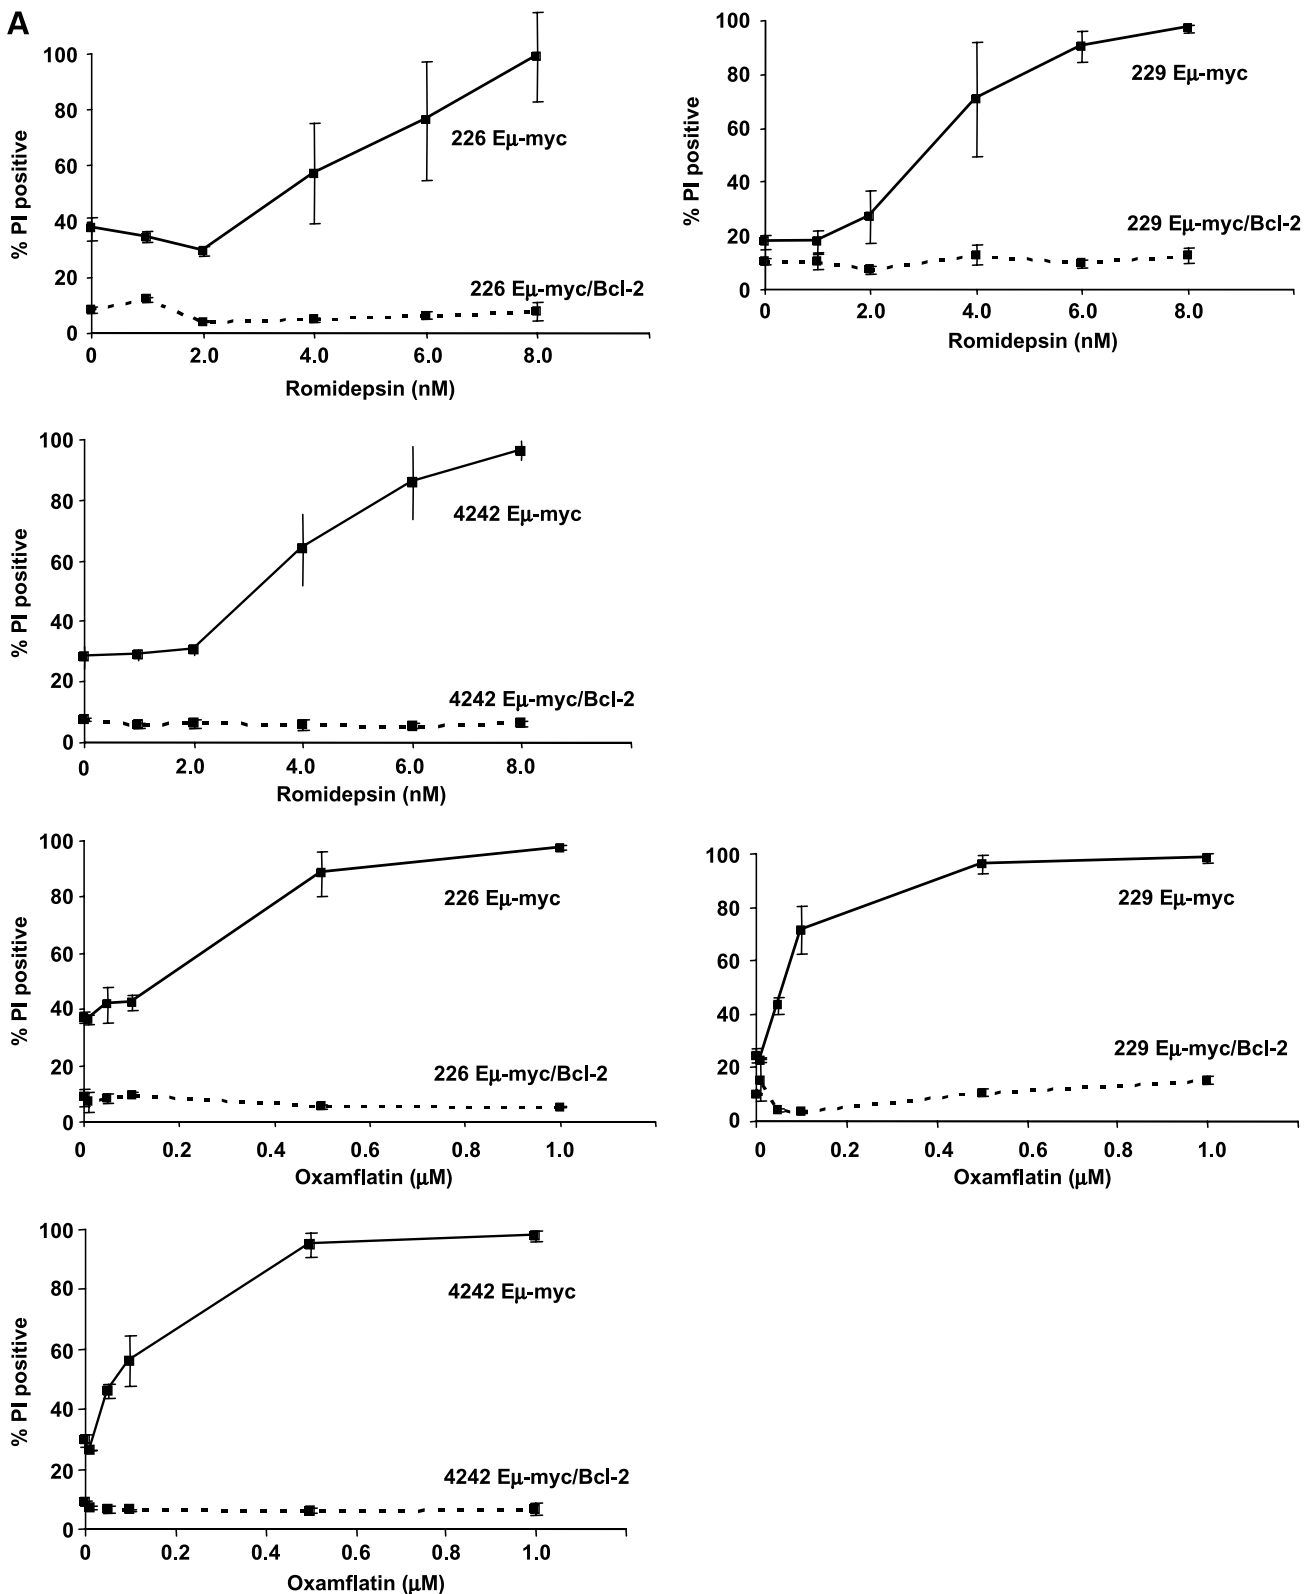 A
100
80
60
40
20
0
% PI positive
226 Eμ-myc
226 Eμ-myc/Bcl-2
0 2.0 4.0 6.0 8.0
Romidepsin (nM)
100
80
60
40
20
0
% PI positive
229 Eμ-myc
229 Eμ-myc/Bcl-2
0 2.0 4.0 6.0 8.0
Romidepsin (nM)
100
80
60
40
20
0
% PI positive
4242 Eμ-myc
4242 Eμ-myc/Bcl-2
0 2.0 4.0 6.0 8.0
Romidepsin (nM)
100
80
60
40
20
0
% PI positive
226 Eμ-myc
226 Eμ-myc/Bcl-2
0 0.2 0.4 0.6 0.8 1.0
Oxamflatin (μM)
100
80
60
40
20
0
% PI positive
229 Eμ-myc
229 Eμ-myc/Bcl-2
0 0.2 0.4 0.6 0.8 1.0
Oxamflatin (μM)
100
80
60
40
20
0
% PI positive
4242 Eμ-myc
4242 Eμ-myc/Bcl-2
0 0.2 0.4 0.6 0.8 1.0
Oxamflatin (μM)